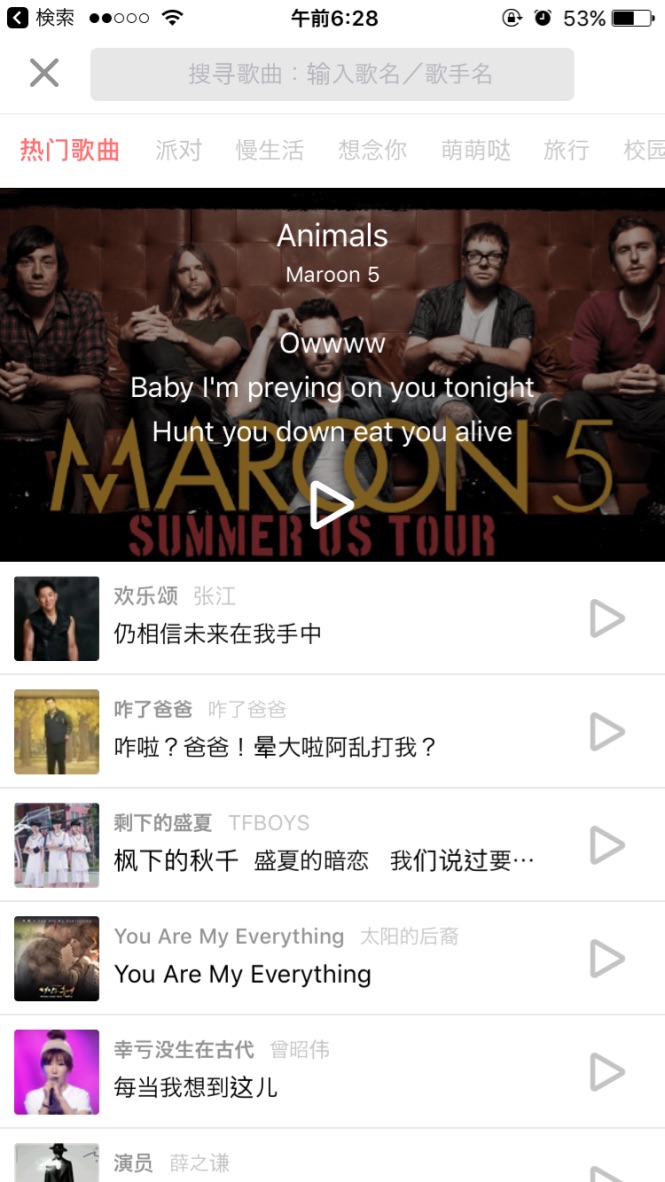 検索 午前6:28 53%
搜寻歌曲：输入歌名／歌手名
热门歌曲 派对 慢生活 想念你 萌萌哒 旅行 校园
Animals
Maroon 5
Owwww
Baby I'm preying on you tonight
Hunt you down eat you alive
MAROON 5
SUMMER US TOUR
欢乐颂 张江
仍相信未来在我手中
咋了爸爸 咋了爸爸
咋啦？爸爸！晕大啦阿乱打我？
剩下的盛夏 TFBOYS
枫下的秋千 盛夏的暗恋 我们说过要…
You Are My Everything 太阳的后裔
You Are My Everything
幸亏没生在古代 曾昭伟
每当我想到这儿
演员 薛之谦